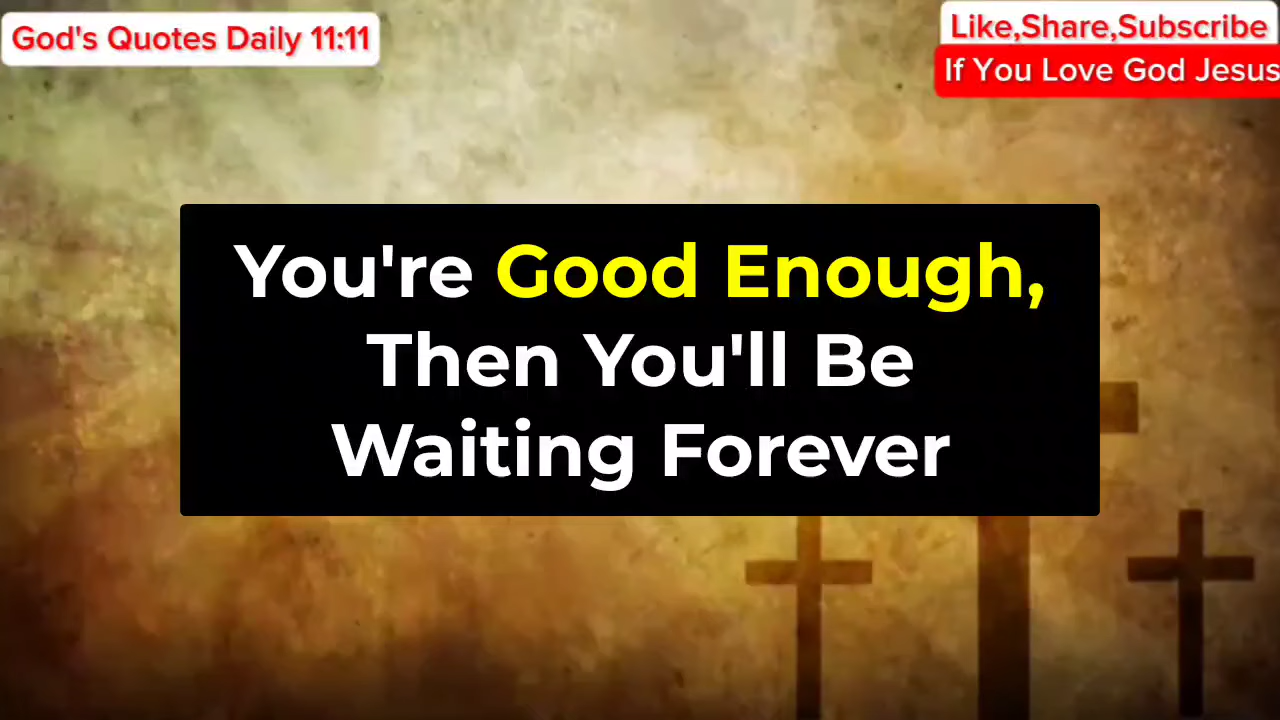 God's Quotes Daily 11:11
Like,Share,Subscribe
If You Love God Jesus
You're Good Enough,
Then You'll Be
Waiting Forever